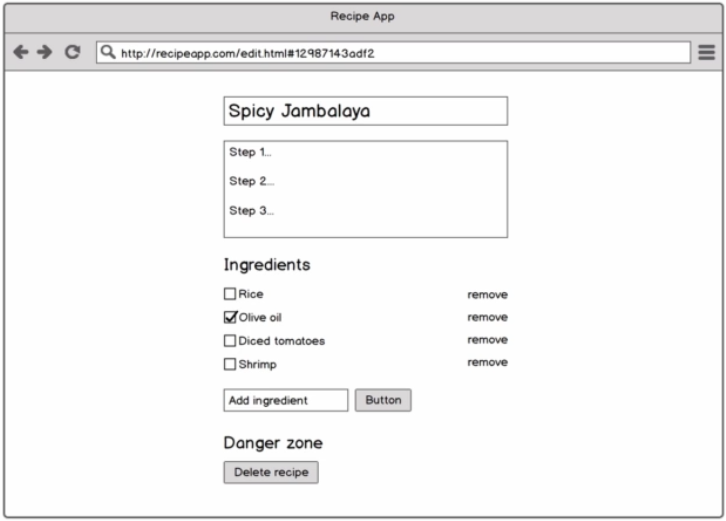 Recipe App
http://recipeapp.com/edit.html#12987143adf2
Spicy Jambalaya
Step 1...
Step 2...
Step 3...
Ingredients
Rice remove
Olive oil remove
Diced tomatoes remove
Shrimp remove
Add ingredient Button
Danger zone
Delete recipe